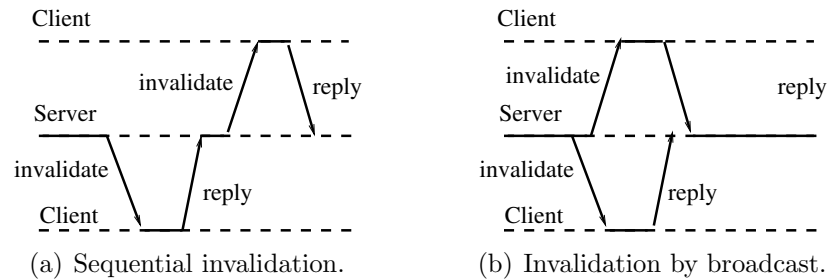 Client
invalidate
reply
Server
invalidate
reply
Client
(a) Sequential invalidation.
Client
invalidate
reply
Server
invalidate
reply
Client
(b) Invalidation by broadcast.